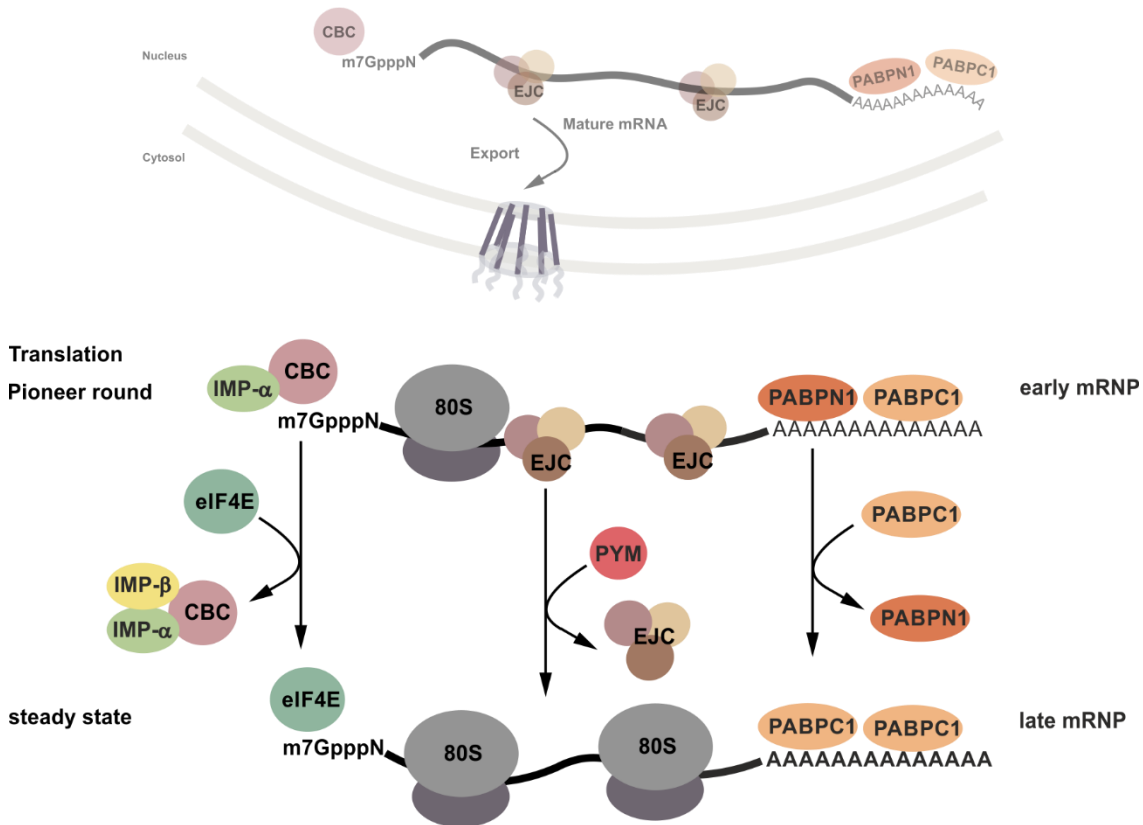 CBC
Nucleus
m7GpppN
EJC
EJC
PABPN1
PABPC1
AAAAAAAAAAAA
Mature mRNA
Export
Cytosol
Translation
Pioneer round
IMP-α
CBC
m7GpppN
80S
EJC
EJC
PABPN1
PABPC1
AAAAAAAAAAAAAA
early mRNP
eIF4E
PABPC1
PYM
IMP-β
IMP-α
CBC
EJC
PABPN1
steady state
eIF4E
m7GpppN
80S
80S
PABPC1
PABPC1
AAAAAAAAAAAAAA
late mRNP